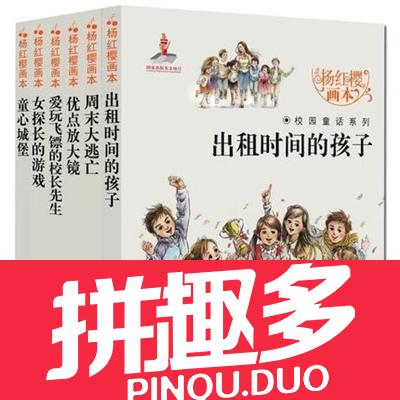 杨红樱画本
童心城堡
杨红樱画本
女探长的游戏
杨红樱画本
爱玩飞镖的校长先生
杨红樱画本
优点放大镜
杨红樱画本
周末大逃亡
杨红樱画本
出租时间的孩子
杨红樱
画本
校园童话系列
出租时间的孩子
拼趣多
PINQU.DUO